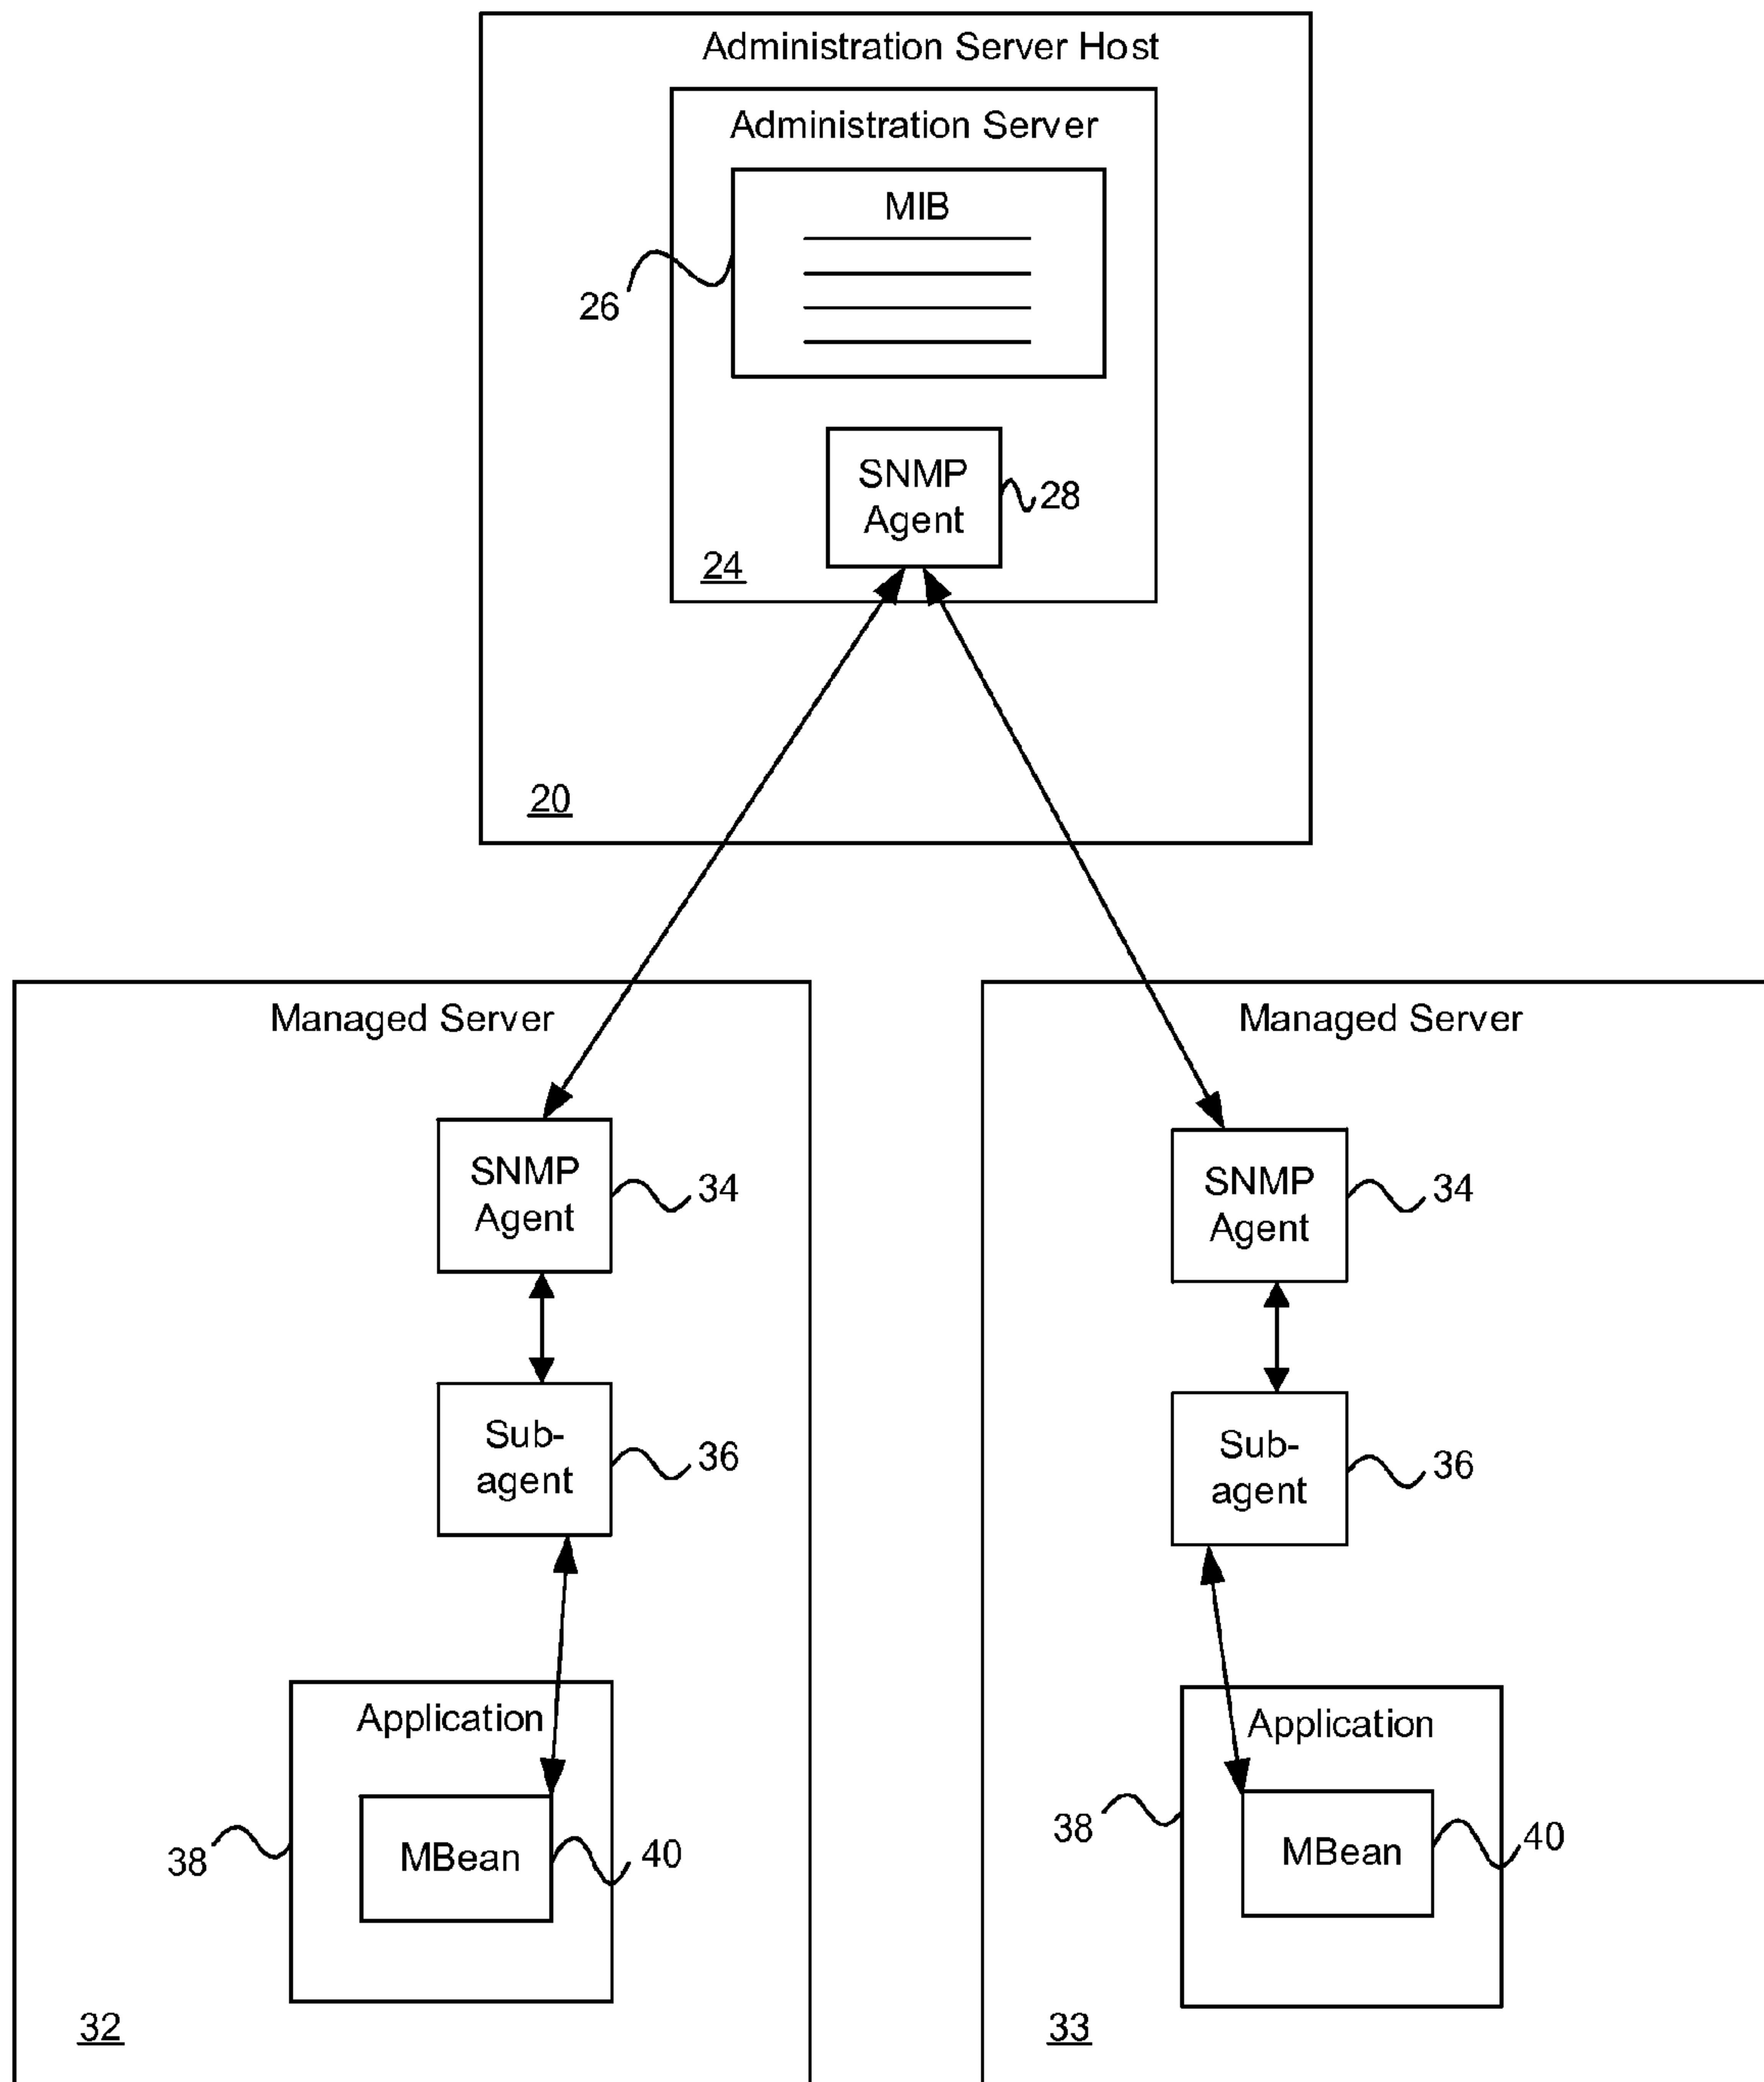 Administration Server Host
Administration Server
MIB
26
SNMP
Agent
28
24
20
Managed Server
SNMP
Agent
34
Sub-
agent
36
Application
MBean
38
40
32
Managed Server
SNMP
Agent
34
Sub-
agent
36
Application
MBean
38
40
33